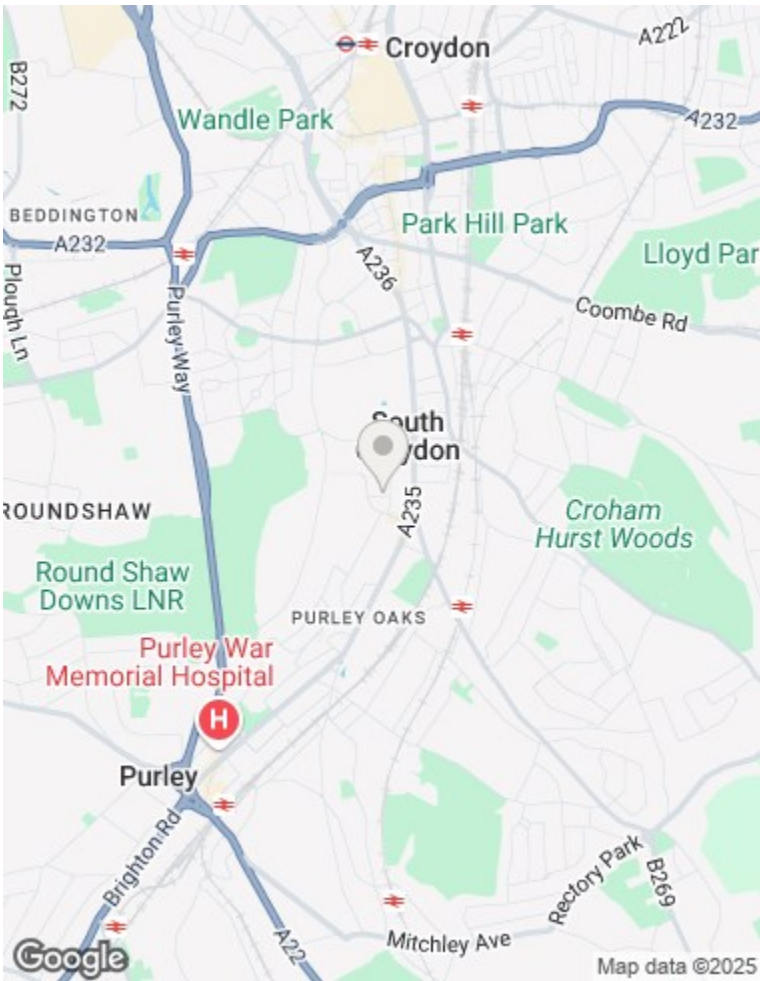 Croydon
A222
B272
Wandle Park
A232
BEDDINGTON
Park Hill Park
A232
A236
Lloyd Par
Plough Ln
Purley Way
Coombe Rd
South
ydon
A235
ROUNDSHAW
Croham
Hurst Woods
Round Shaw
Downs LNR
PURLEY OAKS
Purley War
Memorial Hospital
H
Purley
Brighton Rd
Rectory Park
B269
A22
Mitchley Ave
Google
Map data ©2025